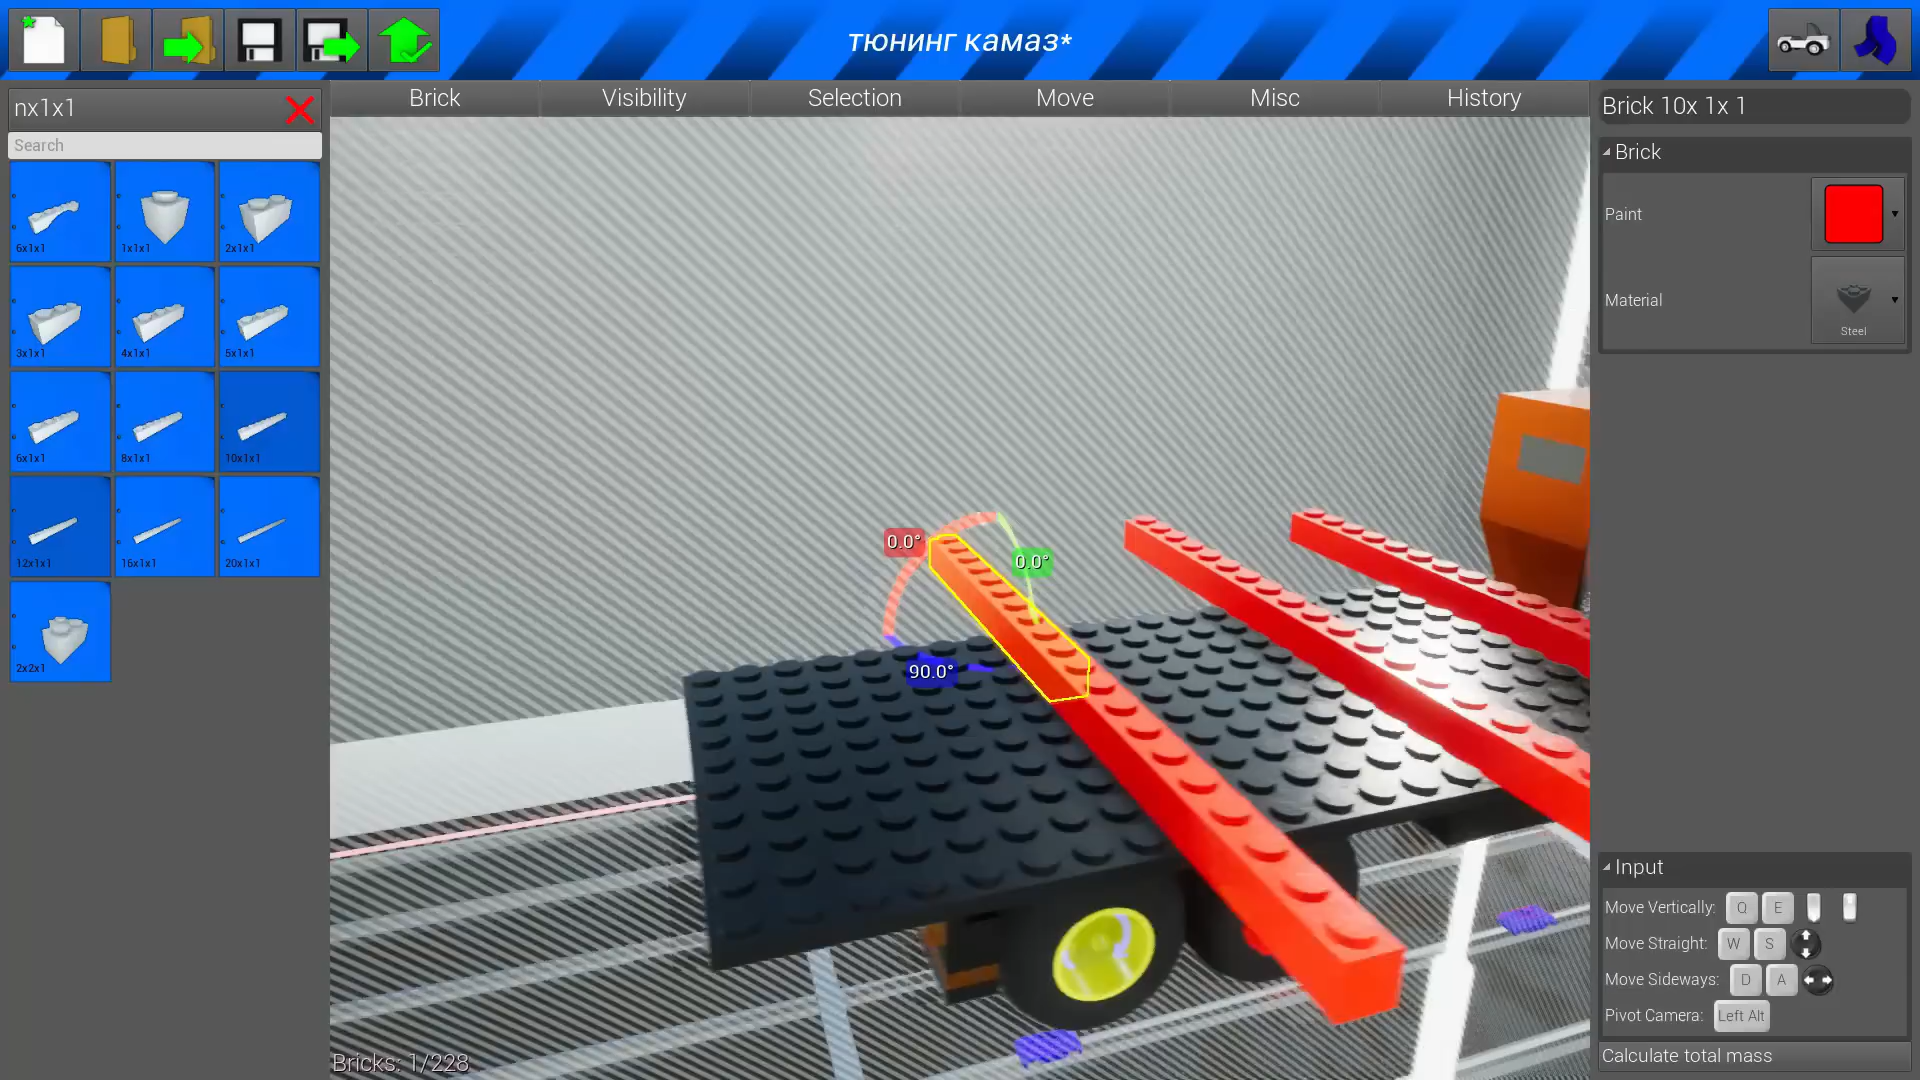 тюнинг камаз*
nx1x1
Search
6x1x1
1x1x1
2x1x1
3x1x1
4x1x1
5x1x1
6x1x1
8x1x1
10x1x1
12x1x1
16x1x1
20x1x1
2x2x1
Brick
Visibility
Selection
Move
Misc
History
0.0°
0.0°
90.0°
Bricks: 1/228
Brick 10x 1x 1
Brick
Paint
Material
Steel
Input
Move Vertically: Q E
Move Straight: W S
Move Sideways: D A
Pivot Camera: Left Alt
Calculate total mass